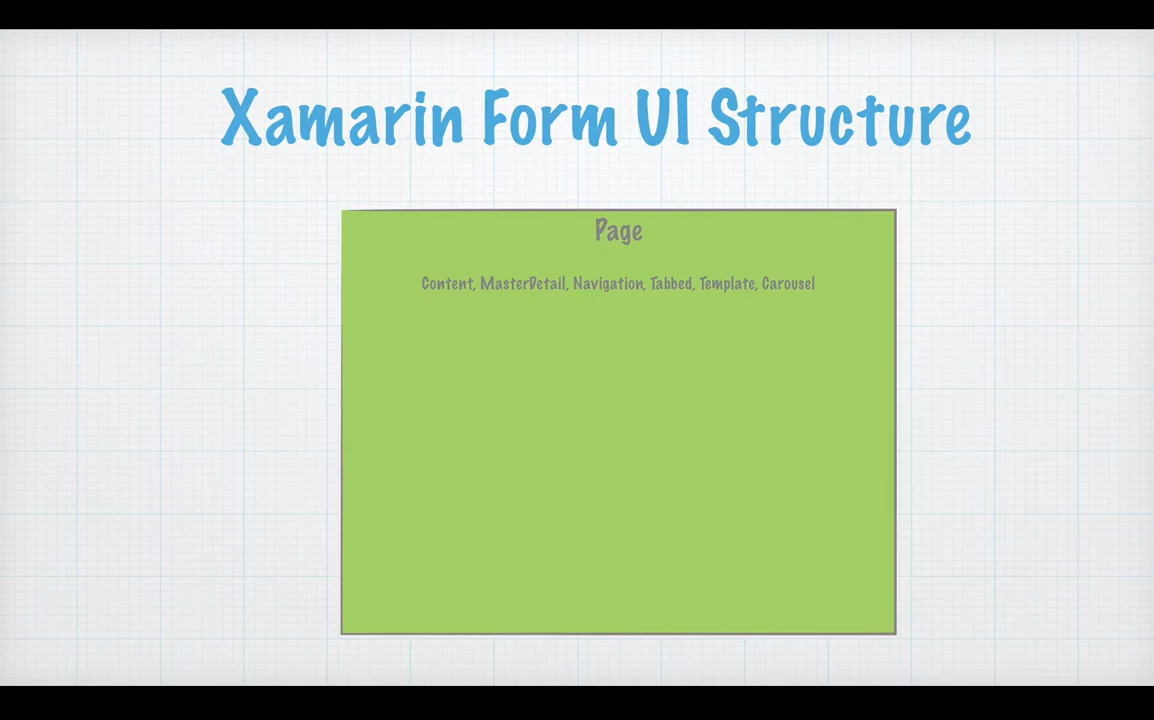 Xamarin Form UI Structure
Page
Content, MasterDetail, Navigation, Tabbed, Template, Carousel